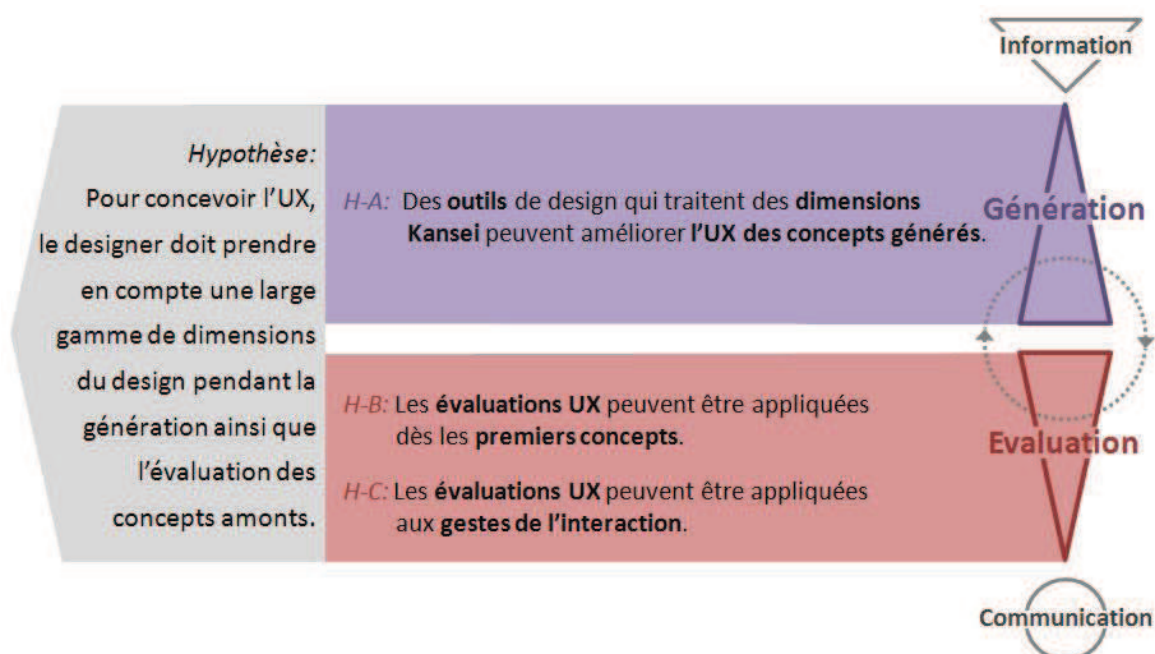 Information
Hypothèse:
Pour concevoir l’UX,
le designer doit prendre
en compte une large
gamme de dimensions
du design pendant la
génération ainsi que
l’évaluation des
concepts amonts.
H-A: Des outils de design qui traitent des dimensions
Kansei peuvent améliorer l’UX des concepts générés.
Génération
H-B: Les évaluations UX peuvent être appliquées
dès les premiers concepts.
H-C: Les évaluations UX peuvent être appliquées
aux gestes de l’interaction.
Evaluation
Communication